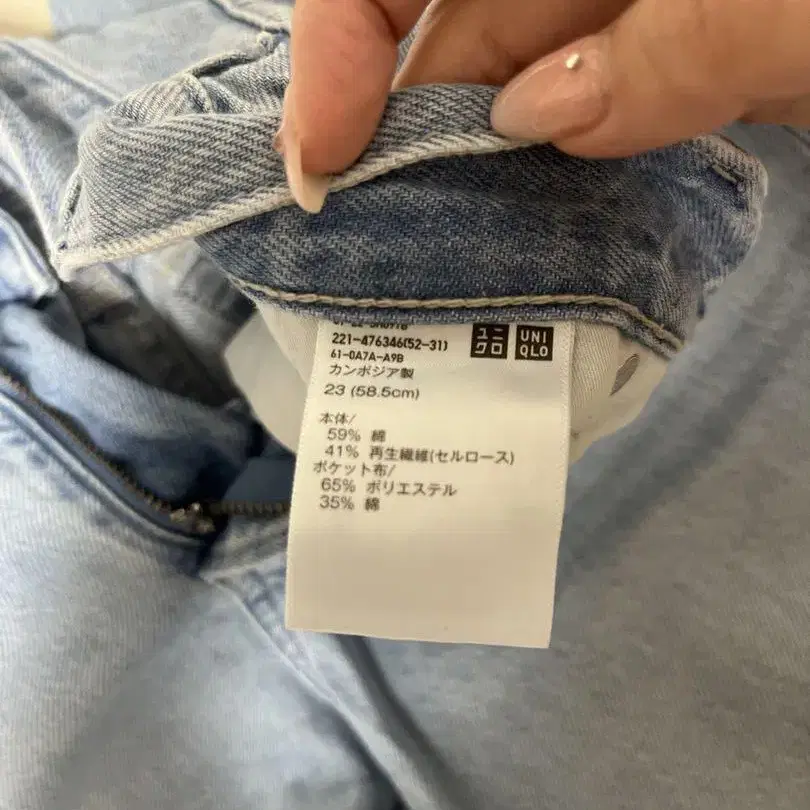 221-476346(52-31)
61-0A7A-A9B
ユニ
クロ
UNI
QLO
カンボジア製
23 (58.5cm)
本体/
59% 綿
41% 再生繊維(セルロース)
ポケット布/
65% ポリエステル
35% 綿